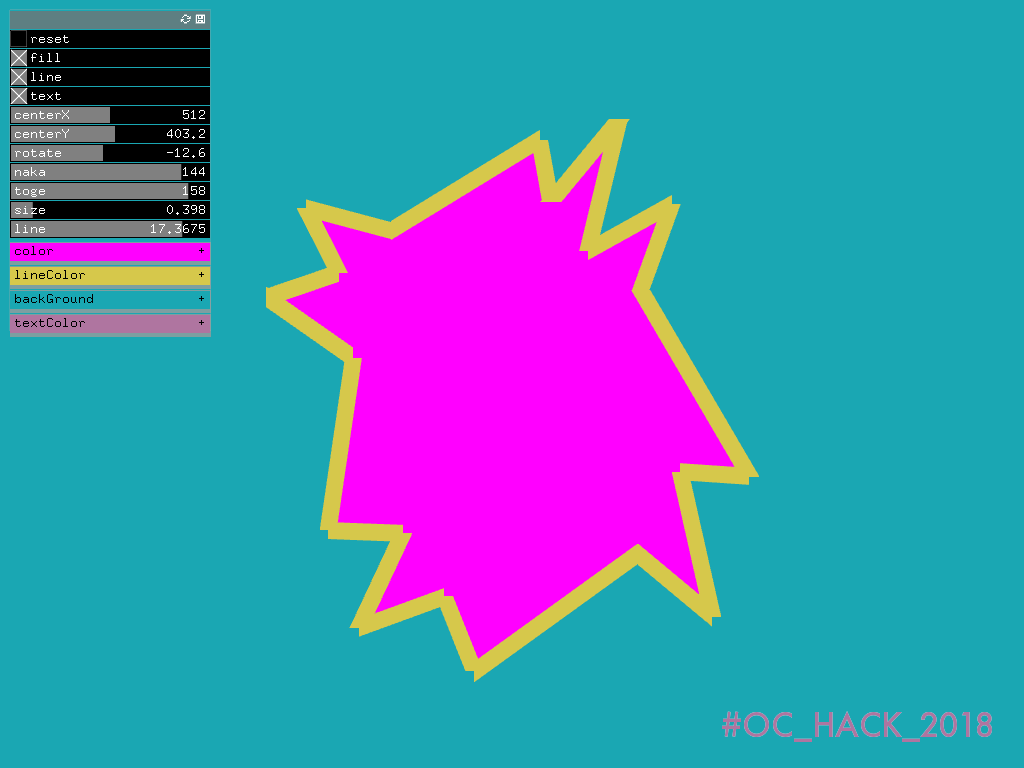 reset
fill
line
text
centerX 512
centerY 403.2
rotate -12.6
naka 144
toge 158
size 0.398
line 17.3675
color +
lineColor +
backGround +
textColor +
#OC_HACK_2018